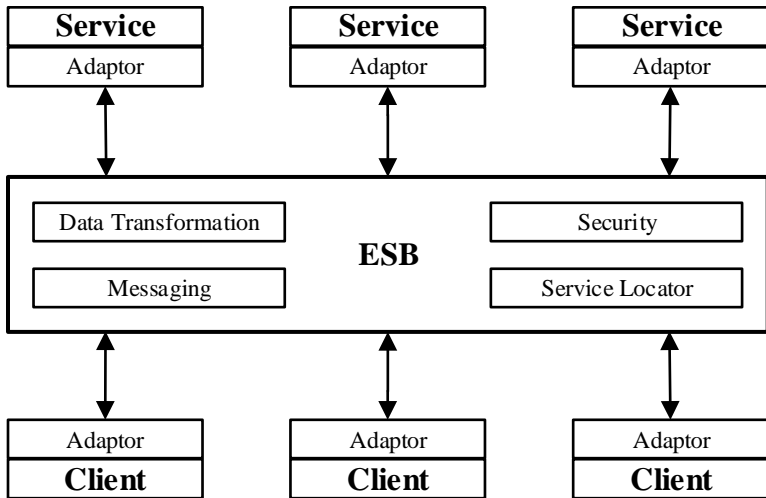 Service
Adaptor
Service
Adaptor
Service
Adaptor
Data Transformation
Messaging
ESB
Security
Service Locator
Adaptor
Client
Adaptor
Client
Adaptor
Client